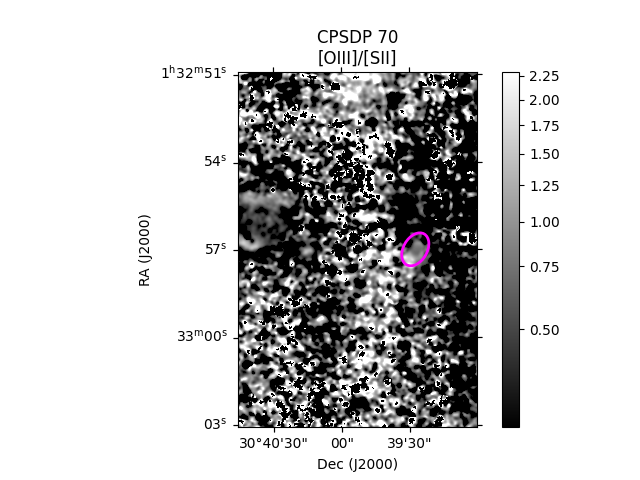 CPSDP 70
[OIII]/[SII]
1ʰ32ᵐ51ˢ
54ˢ
57ˢ
33ᵐ00ˢ
03ˢ
RA (J2000)
30°40'30" 00" 39'30"
Dec (J2000)
2.25
2.00
1.75
1.50
1.25
1.00
0.75
0.50